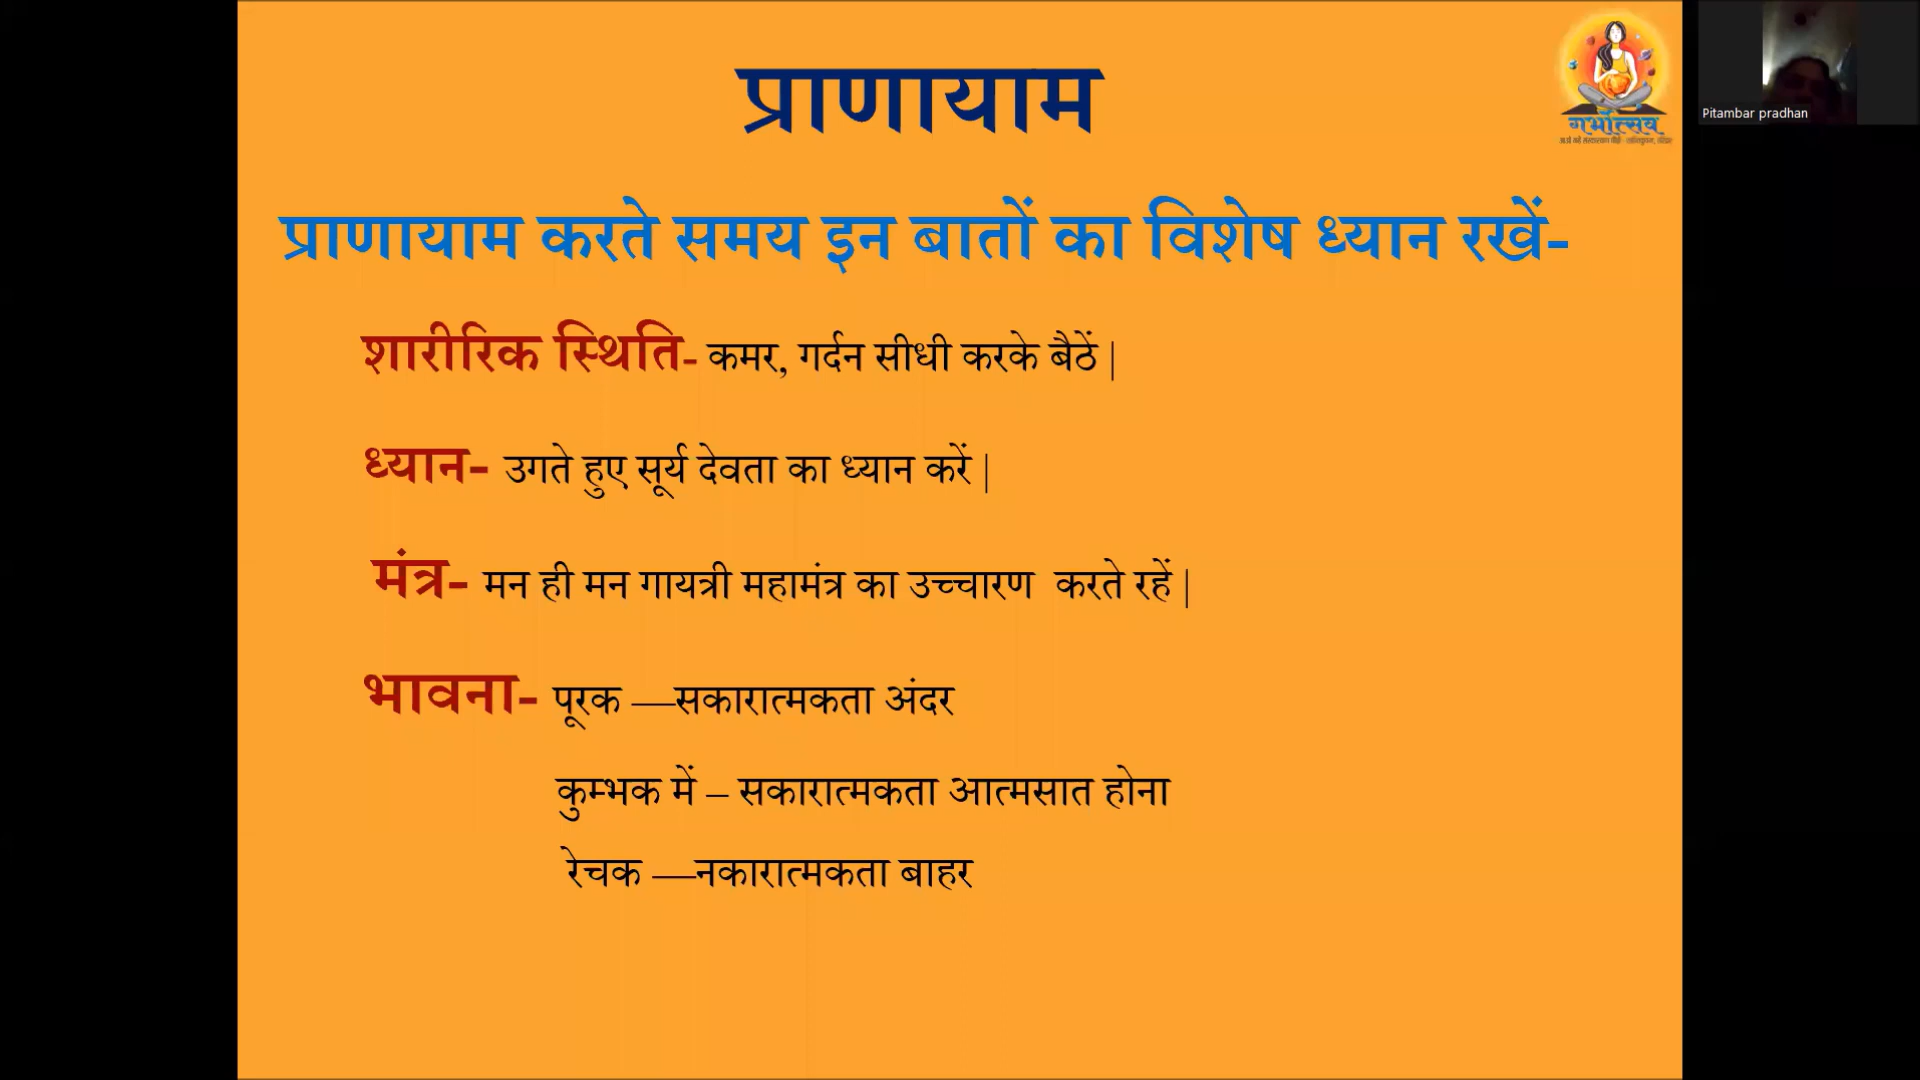 प्राणायाम
गर्भोत्सव
Pitambar pradhan
प्राणायाम करते समय इन बातों का विशेष ध्यान रखें-
शारीरिक स्थिति- कमर, गर्दन सीधी करके बैठें |
ध्यान- उगते हुए सूर्य देवता का ध्यान करें |
मंत्र- मन ही मन गायत्री महामंत्र का उच्चारण करते रहें |
भावना- पूरक —सकारात्मकता अंदर
कुम्भक में – सकारात्मकता आत्मसात होना
रेचक —नकारात्मकता बाहर